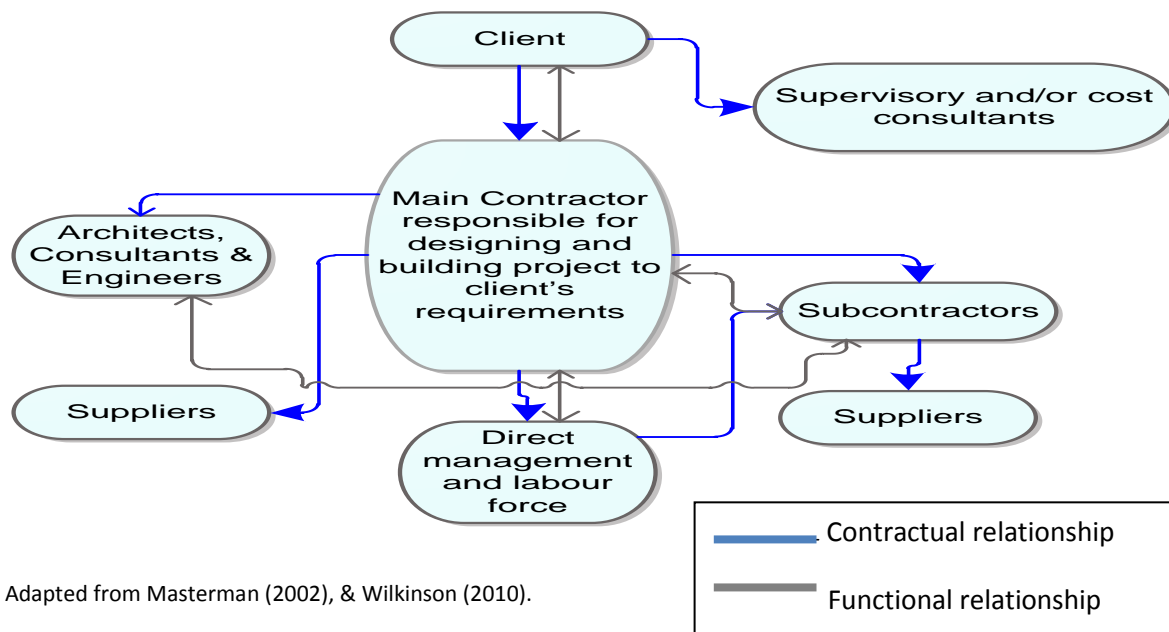 Client
Supervisory and/or cost
consultants
Main Contractor
responsible for
designing and
building project to
client's
requirements
Architects,
Consultants &
Engineers
Subcontractors
Suppliers
Suppliers
Direct
management
and labour
force
Contractual relationship
Functional relationship
Adapted from Masterman (2002), & Wilkinson (2010).